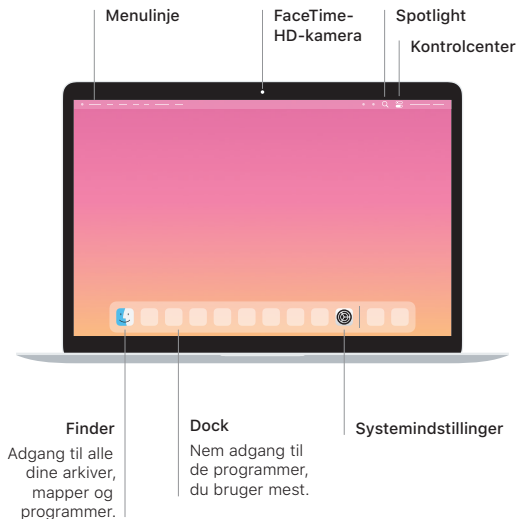 Menulinje
FaceTime-
HD-kamera
Spotlight
Kontrolcenter
Finder
Adgang til alle
dine arkiver,
mapper og
programmer.
Dock
Nem adgang til
de programmer,
du bruger mest.
Systemindstillinger